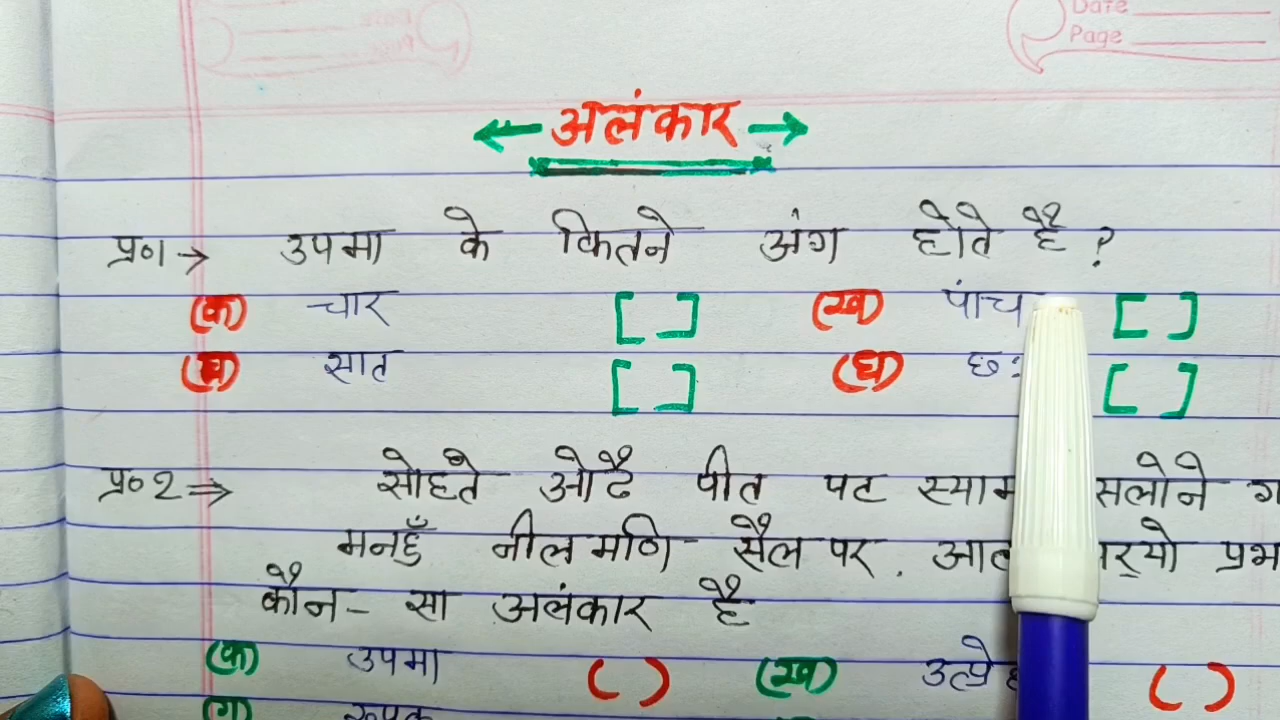 Date
Page
अलंकार
प्र०1→ उपमा के कितने अंग होते है ?
(क) चार [ ] (ख) पांच [ ]
(घ) सात [ ] (घ) छ: [ ]
प्र०2⇒ सोहते ओढै पीत पट स्याम सलोने
मनहुँ नीलमणि सैल पर
कौन-सा अलंकार है
(क) उपमा ( ) (ख) ( )
(ग)